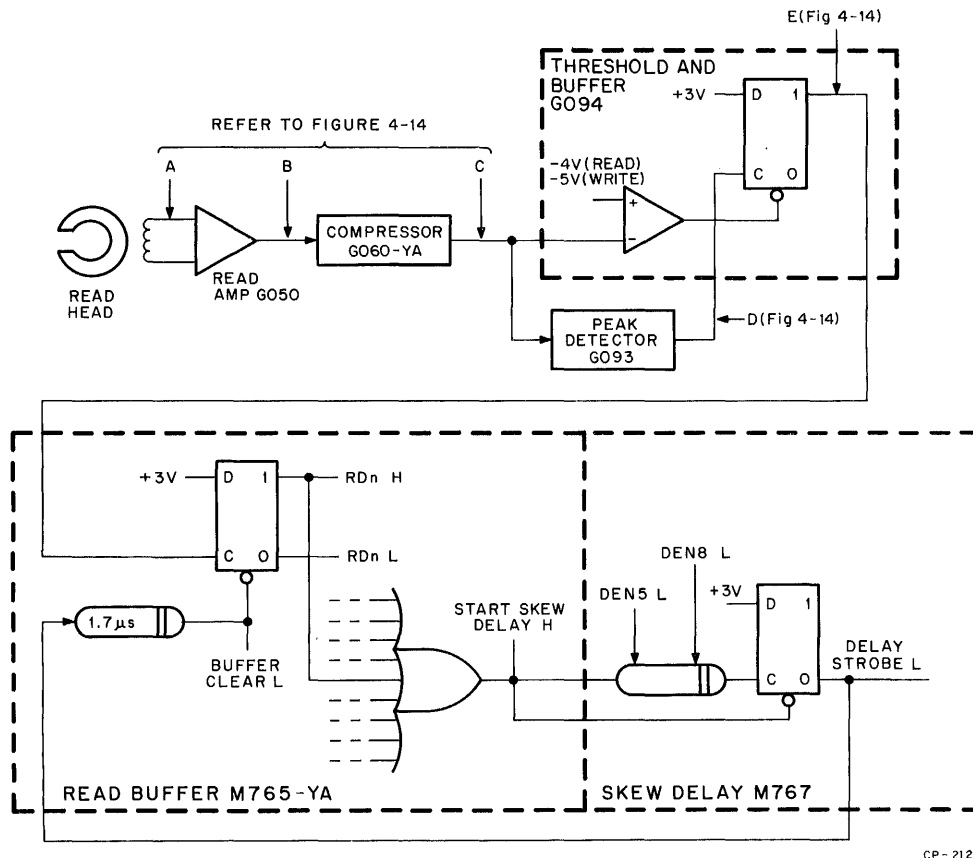 E(Fig 4-14)
THRESHOLD AND
BUFFER
G094
+3V
D 1
C O
REFER TO FIGURE 4-14
A
B
C
-4V(READ)
-5V(WRITE)
+
-
COMPRESSOR
G060-YA
READ
HEAD
READ
AMP G050
PEAK
DETECTOR
G093
D(Fig 4-14)
+3V
D 1
C O
RDn H
RDn L
1.7μs
BUFFER
CLEAR L
START SKEW
DELAY H
DEN8 L
DEN5 L
+3V
D 1
C O
DELAY
STROBE L
READ BUFFER M765-YA
SKEW DELAY M767
CP-212